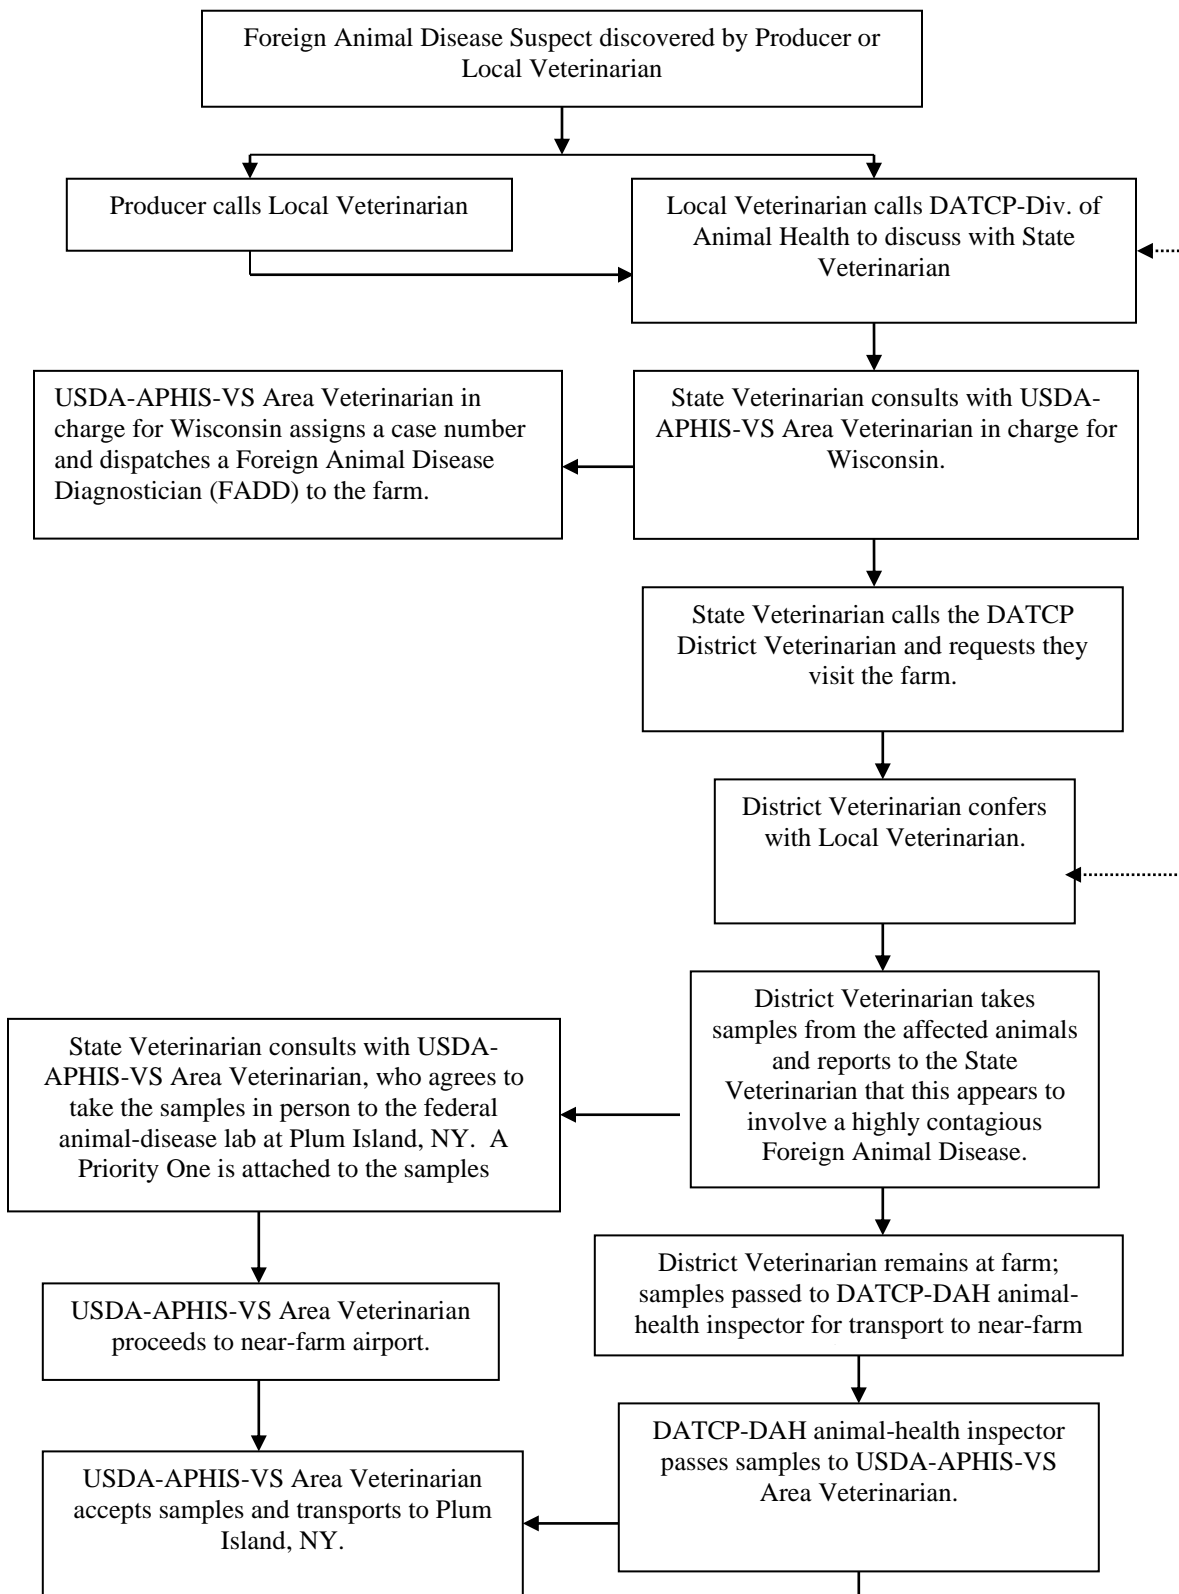 Foreign Animal Disease Suspect discovered by Producer or
Local Veterinarian
Producer calls Local Veterinarian
Local Veterinarian calls DATCP-Div. of
Animal Health to discuss with State
Veterinarian
USDA-APHIS-VS Area Veterinarian in
charge for Wisconsin assigns a case number
and dispatches a Foreign Animal Disease
Diagnostician (FADD) to the farm.
State Veterinarian consults with USDA-
APHIS-VS Area Veterinarian in charge for
Wisconsin.
State Veterinarian calls the DATCP
District Veterinarian and requests they
visit the farm.
District Veterinarian confers
with Local Veterinarian.
District Veterinarian takes
samples from the affected animals
and reports to the State
Veterinarian that this appears to
involve a highly contagious
Foreign Animal Disease.
State Veterinarian consults with USDA-
APHIS-VS Area Veterinarian, who agrees to
take the samples in person to the federal
animal-disease lab at Plum Island, NY.  A
Priority One is attached to the samples
District Veterinarian remains at farm;
samples passed to DATCP-DAH animal-
health inspector for transport to near-farm
USDA-APHIS-VS Area Veterinarian
proceeds to near-farm airport.
DATCP-DAH animal-health inspector
passes samples to USDA-APHIS-VS
Area Veterinarian.
USDA-APHIS-VS Area Veterinarian
accepts samples and transports to Plum
Island, NY.